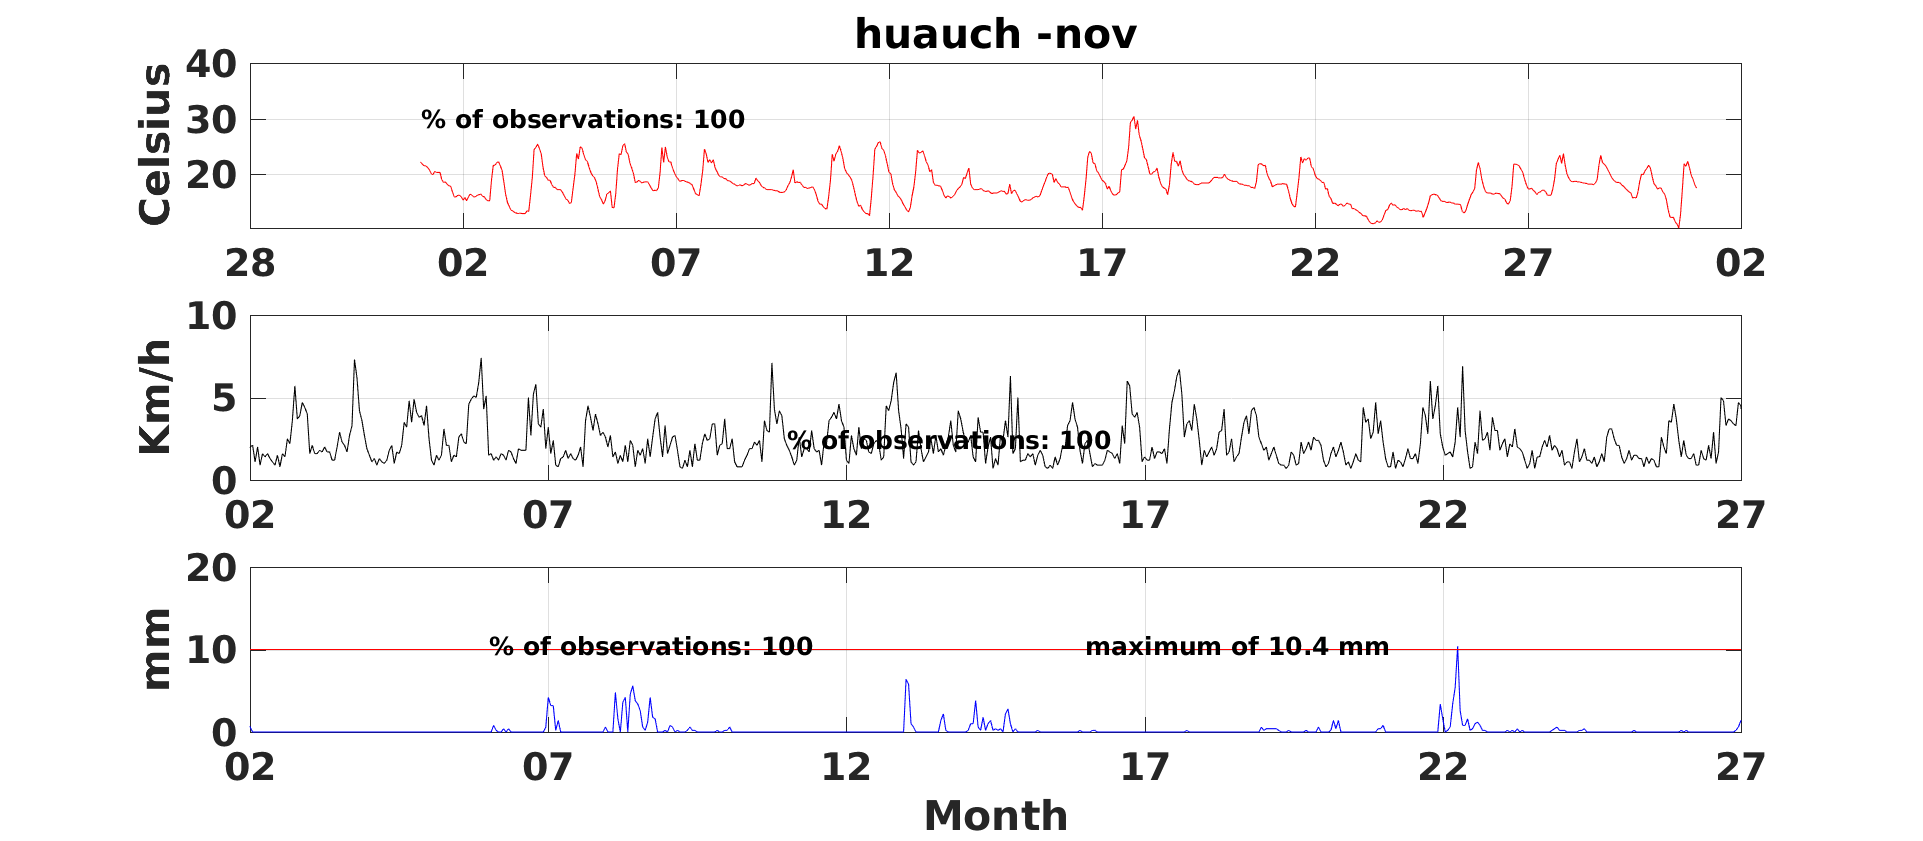 huauch -nov
Celsius
40
30
20
% of observations: 100
28 02 07 12 17 22 27 02
Km/h
10
5
0
% of observations: 100
02 07 12 17 22 27
mm
20
10
0
% of observations: 100 maximum of 10.4 mm
02 07 12 17 22 27
Month